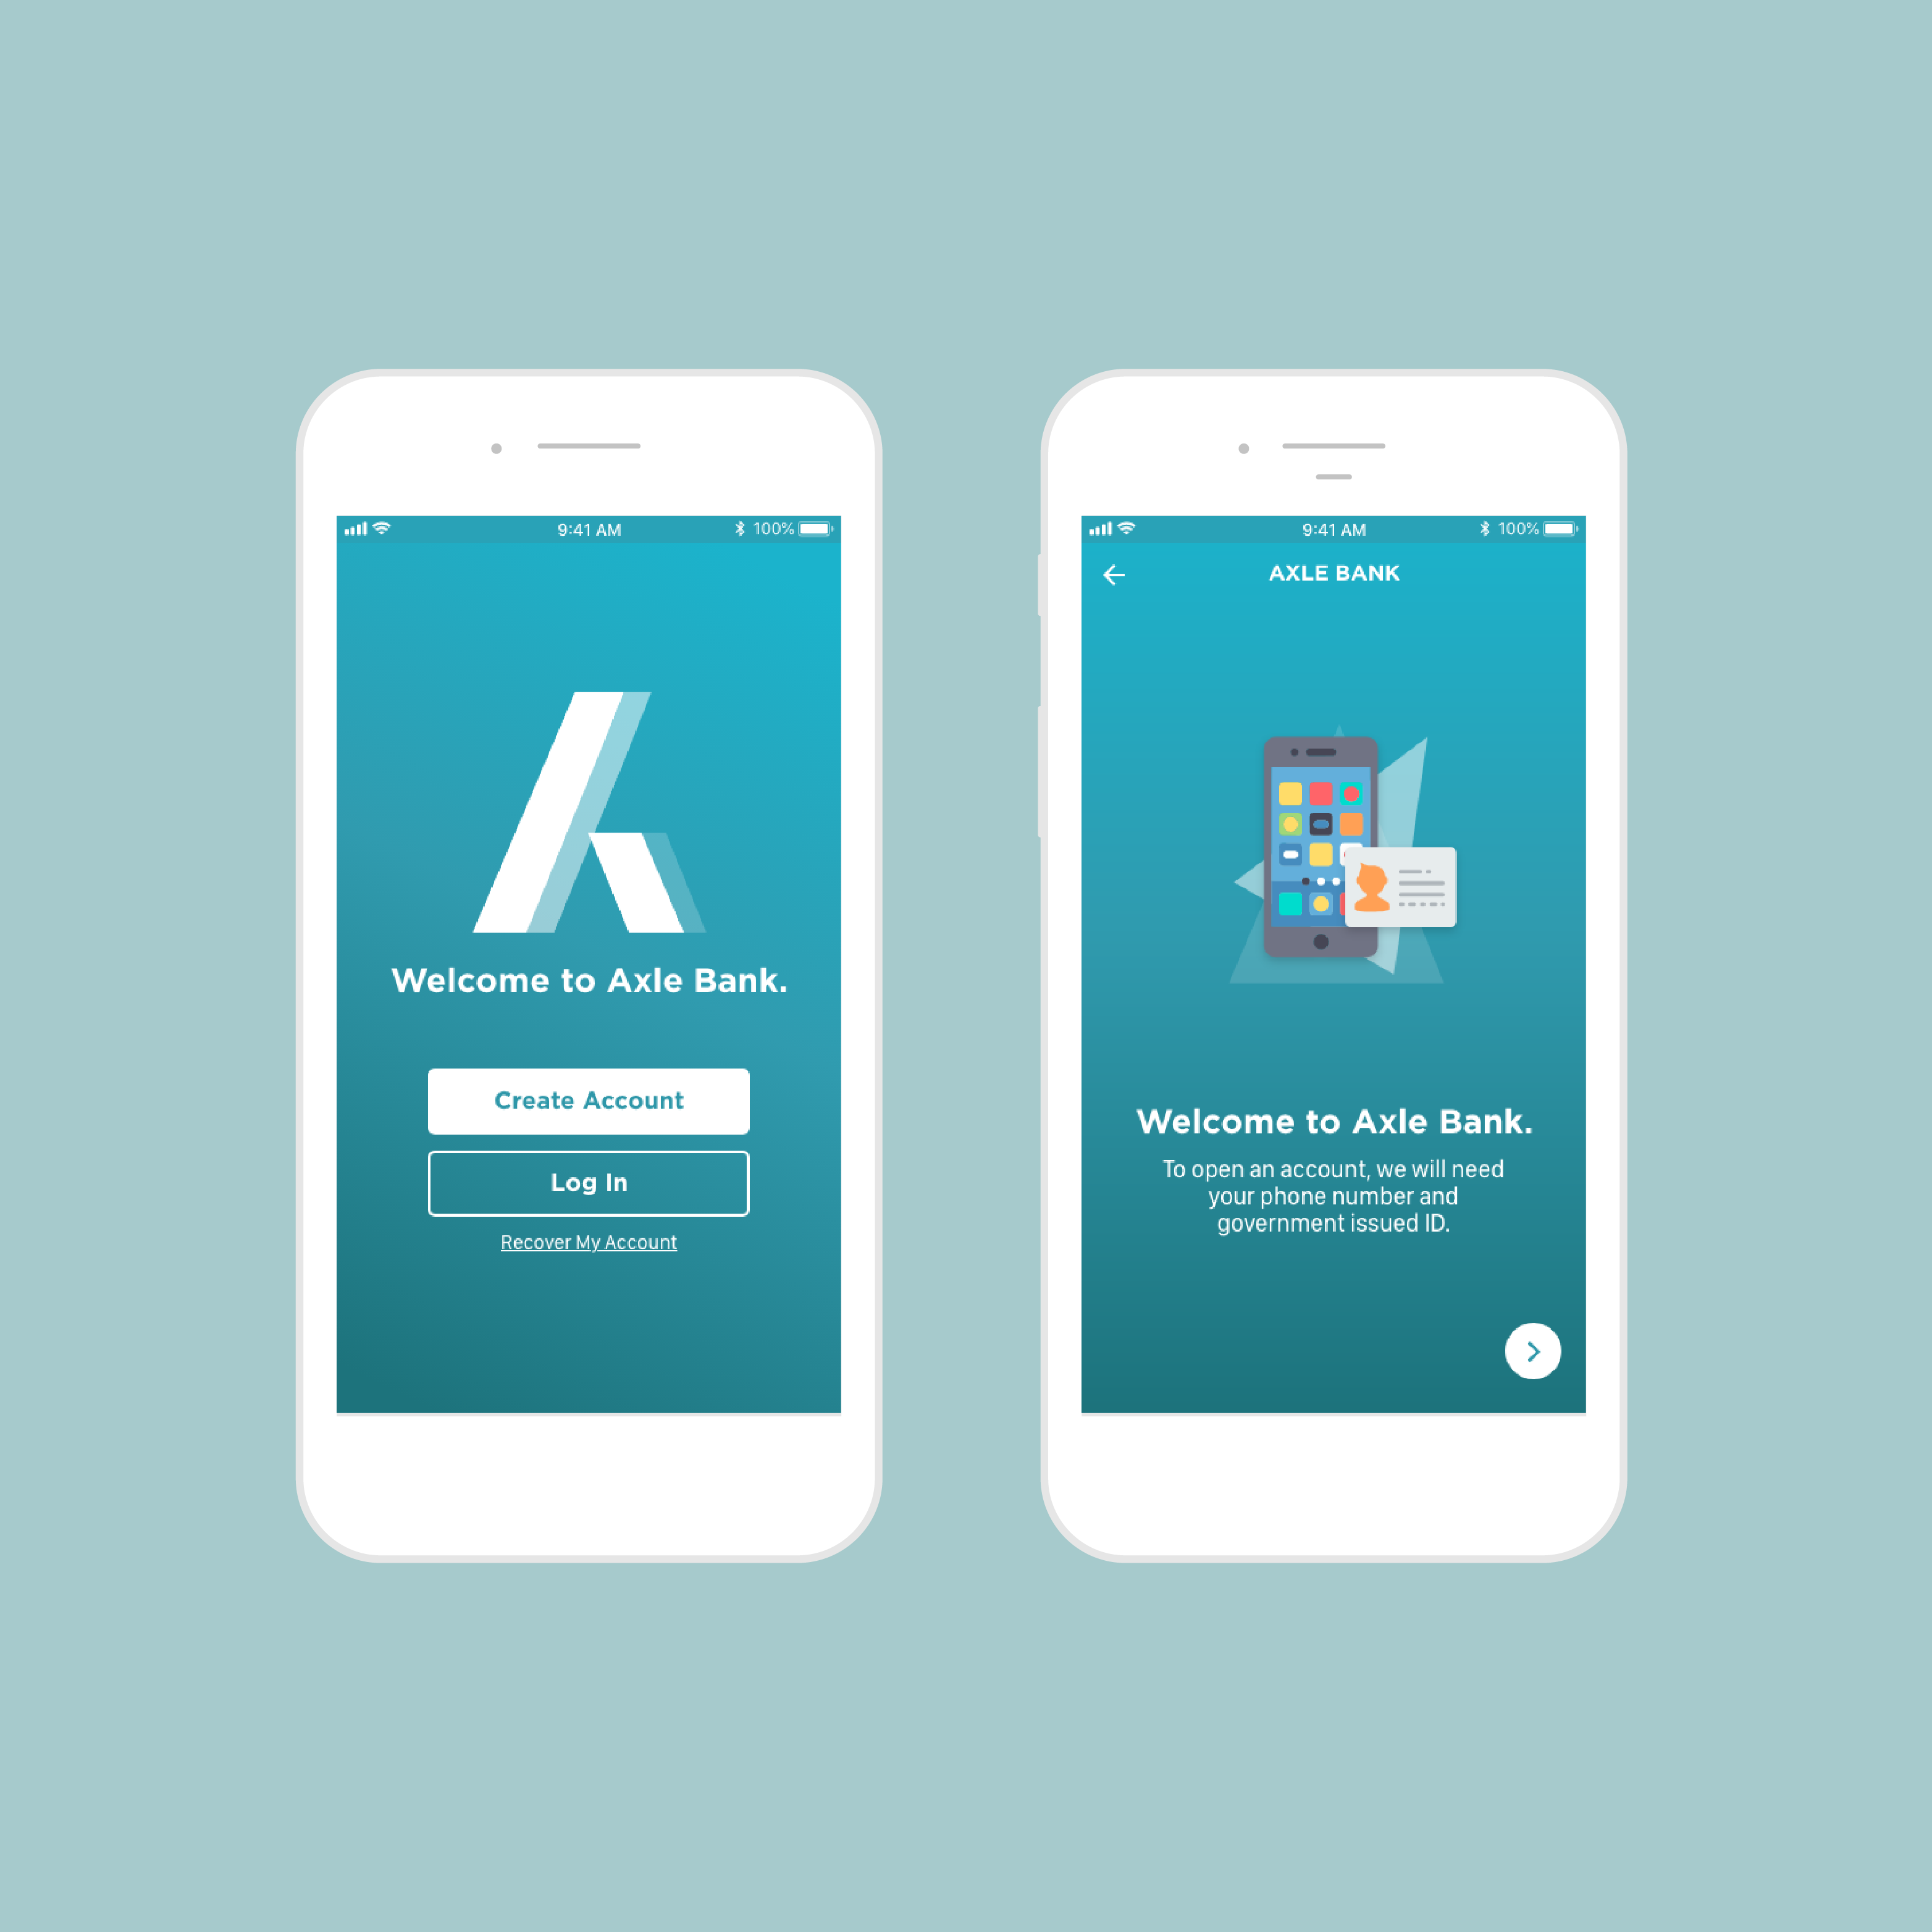 9:41 AM
100%
Welcome to Axle Bank.
Create Account
Log In
Recover My Account
9:41 AM
100%
AXLE BANK
Welcome to Axle Bank.
To open an account, we will need
your phone number and
government issued ID.